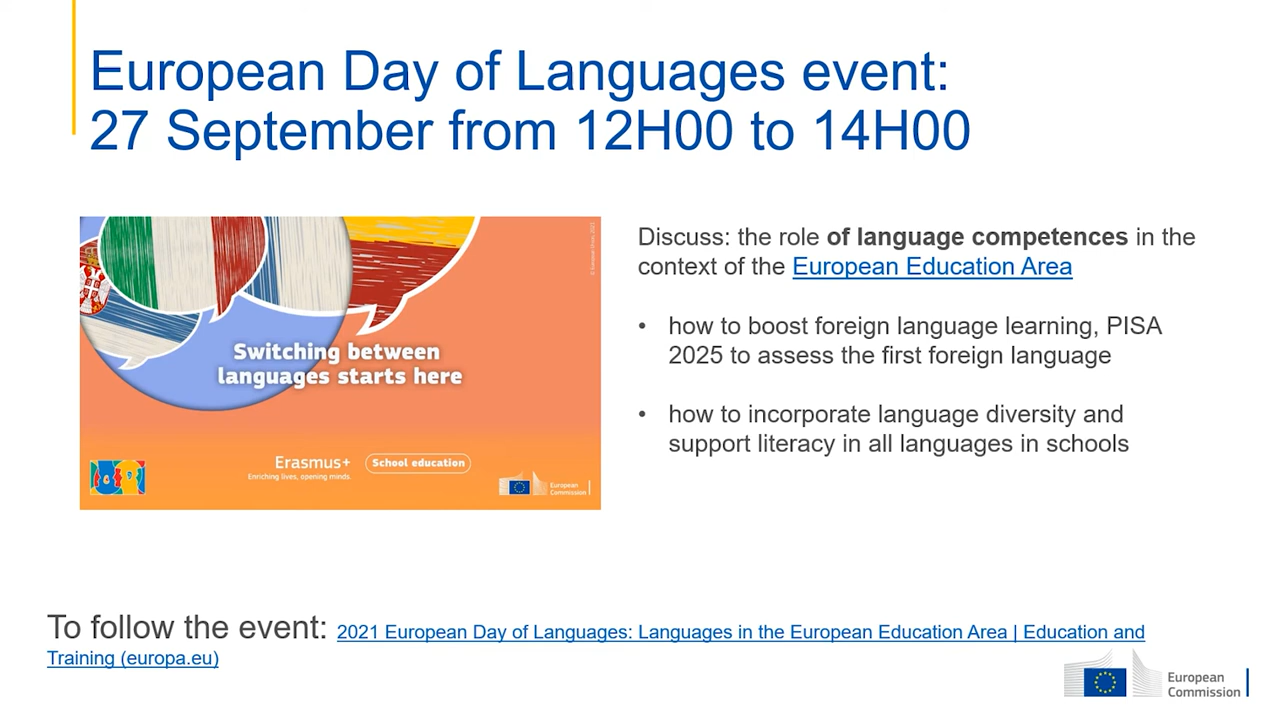 European Day of Languages event:
27 September from 12H00 to 14H00
Switching between
languages starts here
Erasmus+
Enriching lives, opening minds.
School education
European
Commission
Discuss: the role of language competences in the
context of the European Education Area
• how to boost foreign language learning, PISA
2025 to assess the first foreign language
• how to incorporate language diversity and
support literacy in all languages in schools
To follow the event: 2021 European Day of Languages: Languages in the European Education Area | Education and
Training (europa.eu)
European
Commission